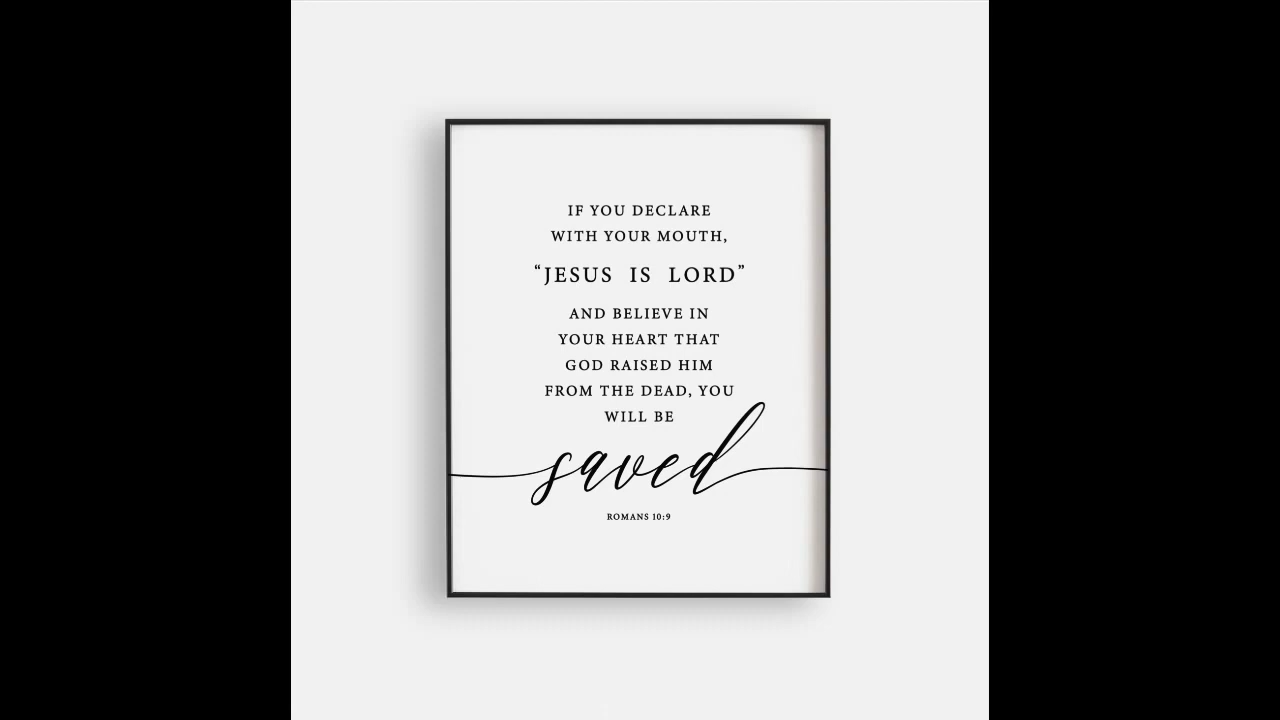 IF YOU DECLARE
WITH YOUR MOUTH,
“JESUS IS LORD”
AND BELIEVE IN
YOUR HEART THAT
GOD RAISED HIM
FROM THE DEAD, YOU
WILL BE
saved
ROMANS 10:9